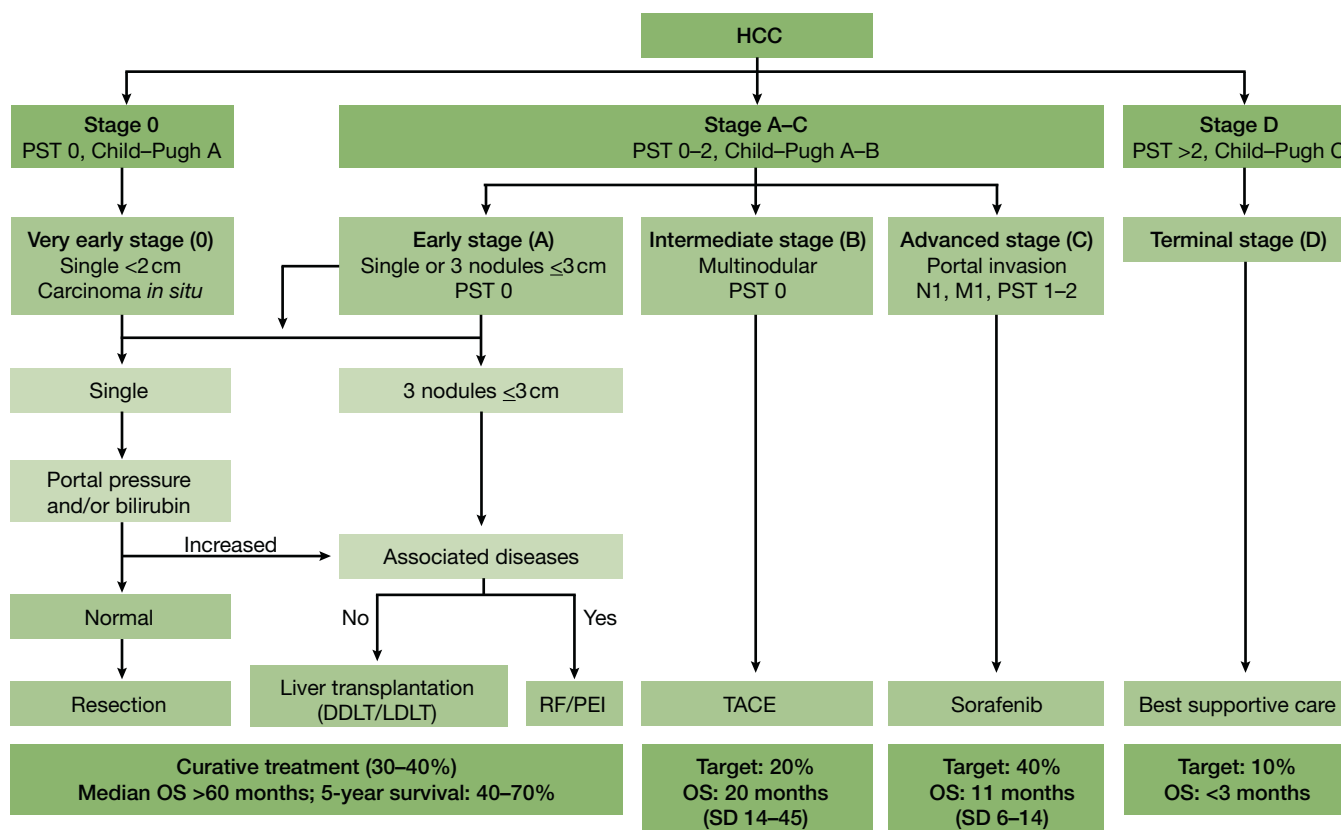 HCC
Stage 0
PST 0, Child–Pugh A
Stage A–C
PST 0–2, Child–Pugh A–B
Stage D
PST >2, Child–Pugh C
Very early stage (0)
Single <2 cm
Carcinoma in situ
Early stage (A)
Single or 3 nodules ≤3 cm
PST 0
Intermediate stage (B)
Multinodular
PST 0
Advanced stage (C)
Portal invasion
N1, M1, PST 1–2
Terminal stage (D)
Single
3 nodules ≤3 cm
Portal pressure
and/or bilirubin
Increased
Associated diseases
Normal
No
Yes
Resection
Liver transplantation
(DDLT/LDLT)
RF/PEI
TACE
Sorafenib
Best supportive care
Curative treatment (30–40%)
Median OS >60 months; 5-year survival: 40–70%
Target: 20%
OS: 20 months
(SD 14–45)
Target: 40%
OS: 11 months
(SD 6–14)
Target: 10%
OS: <3 months